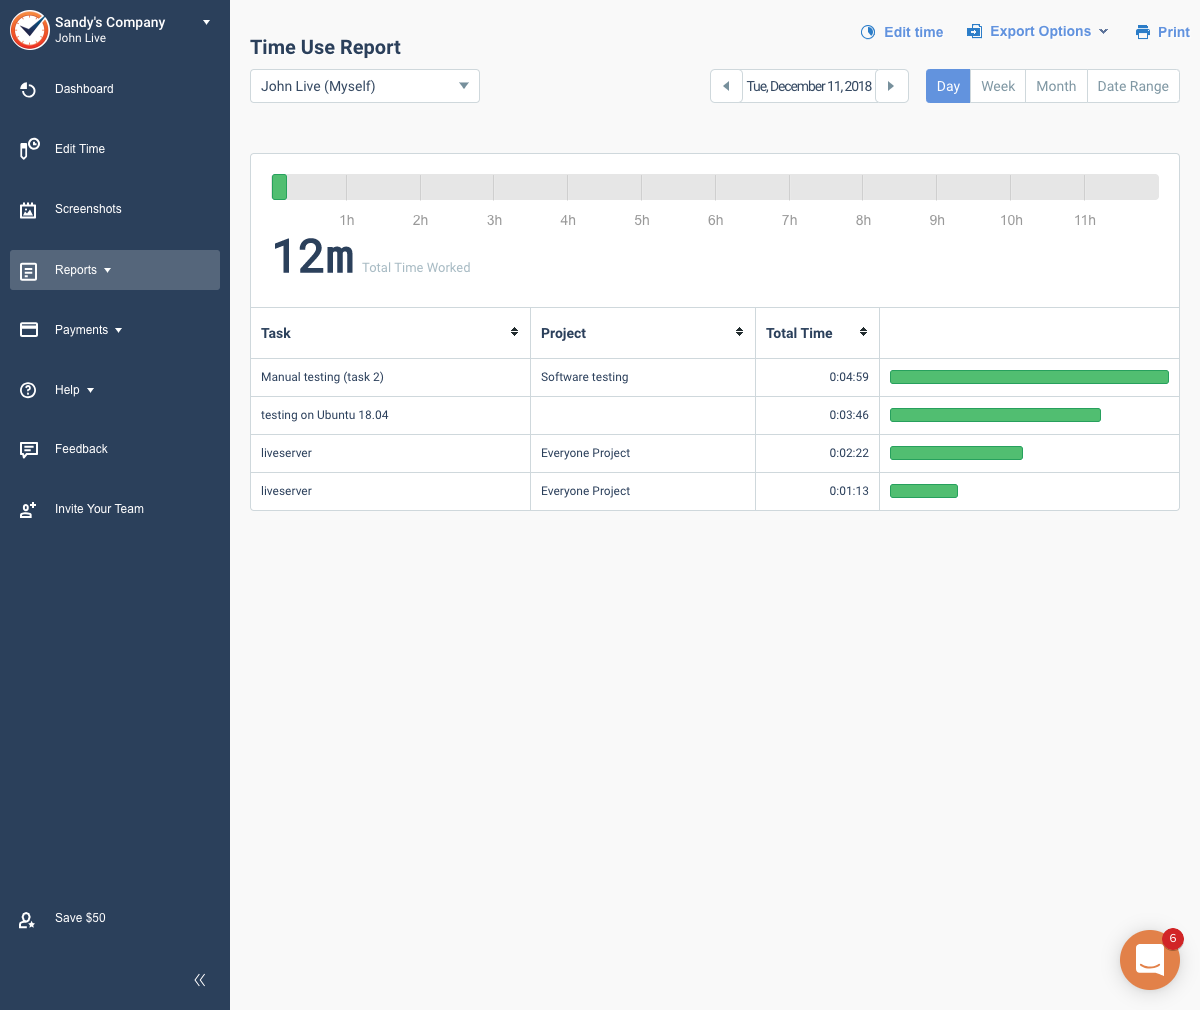 Sandy's Company
John Live
Dashboard
Edit Time
Screenshots
Reports
Payments
Help
Feedback
Invite Your Team
Save $50
Edit time
Export Options
Print
Time Use Report
John Live (Myself)
Tue, December 11, 2018
Day
Week
Month
Date Range
1h 2h 3h 4h 5h 6h 7h 8h 9h 10h 11h
12m Total Time Worked
Task Project Total Time
Manual testing (task 2) Software testing 0:04:59
testing on Ubuntu 18.04 0:03:46
liveserver Everyone Project 0:02:22
liveserver Everyone Project 0:01:13
6